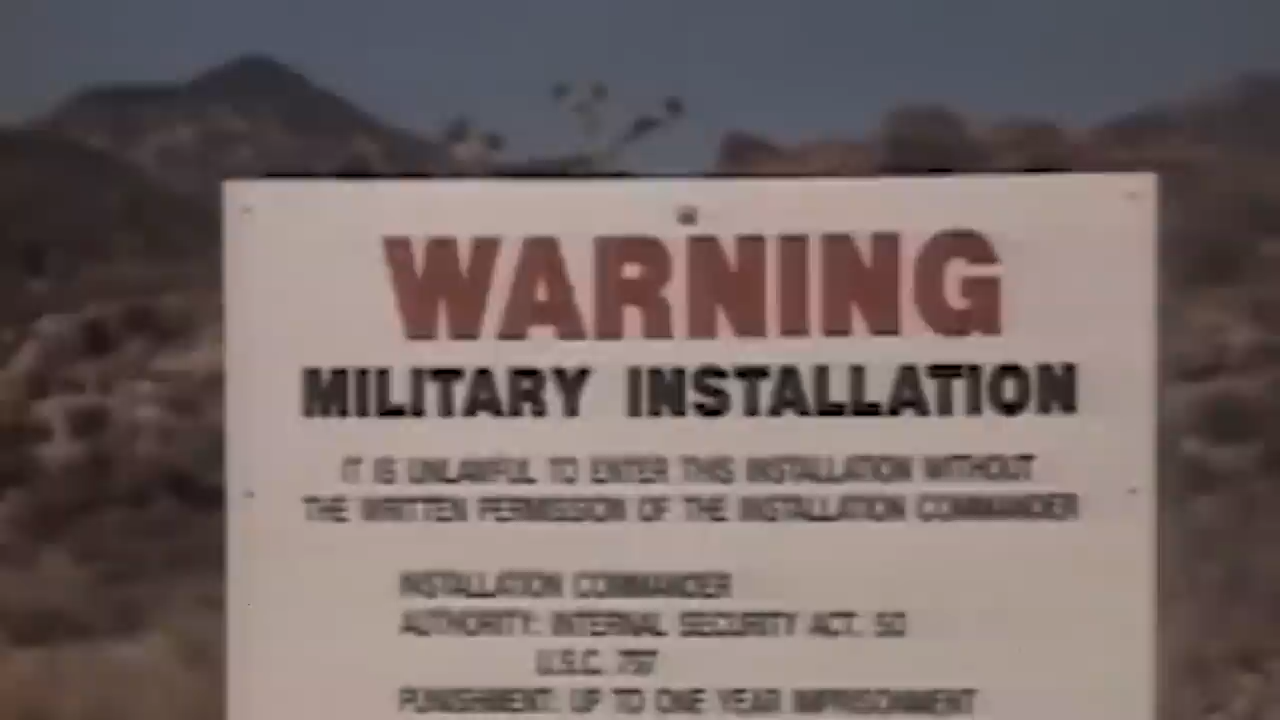 WARNING
MILITARY INSTALLATION
IT IS UNLAWFUL TO ENTER THIS INSTALLATION WITHOUT
THE WRITTEN PERMISSION OF THE INSTALLATION COMMANDER
INSTALLATION COMMANDER
AUTHORITY: INTERNAL SECURITY ACT. 50
U.S.C. 797
PUNISHMENT: UP TO ONE YEAR IMPRISONMENT